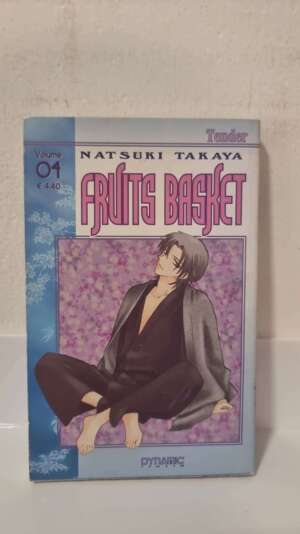 Tender
Volume
04
€ 4,40
NATSUKI TAKAYA
FRUITS BASKET
DYNAMIC